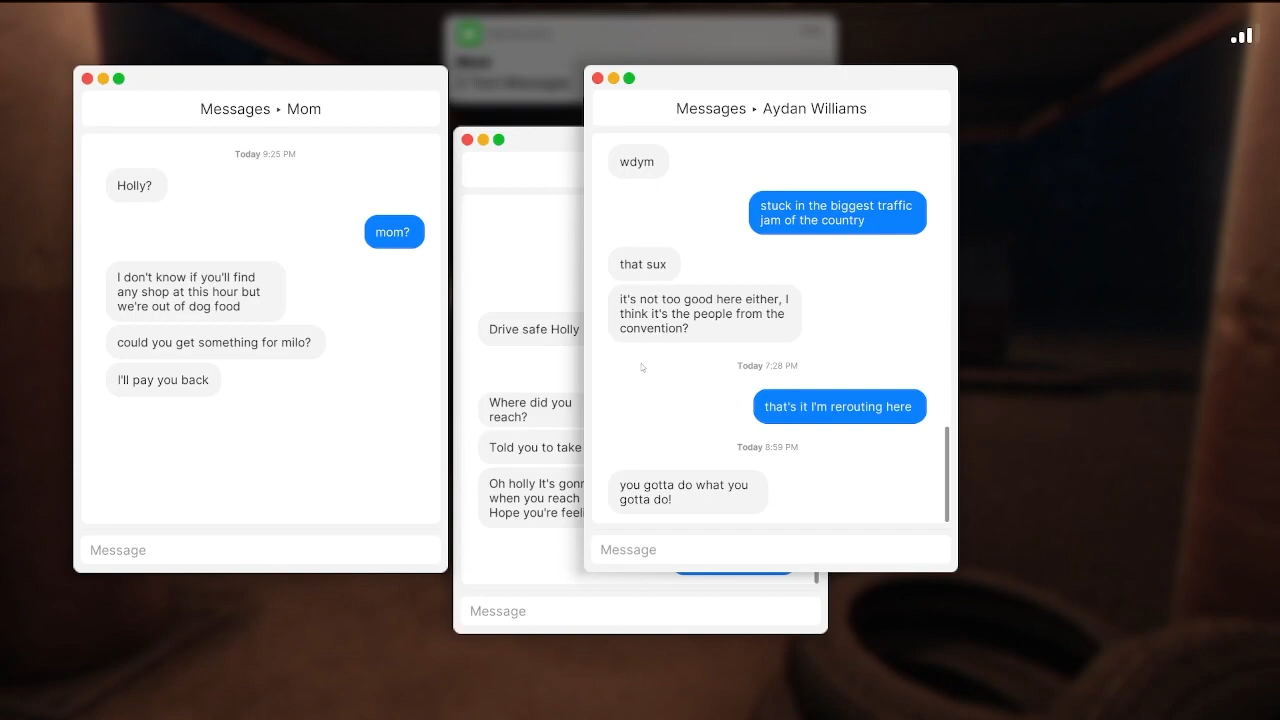 Messages ▸ Mom
Today 9:25 PM
Holly?
mom?
I don't know if you'll find
any shop at this hour but
we're out of dog food
could you get something for milo?
I'll pay you back
Message
Drive safe Holly
Where did you
reach?
Told you to take
Oh holly It's
when you reach
Hope you're
Message
Messages ▸ Aydan Williams
wdym
stuck in the biggest traffic
jam of the country
that sux
it's not too good here either, I
think it's the people from the
convention?
Today 7:28 PM
that's it I'm rerouting here
Today 8:59 PM
you gotta do what you
gotta do!
Message